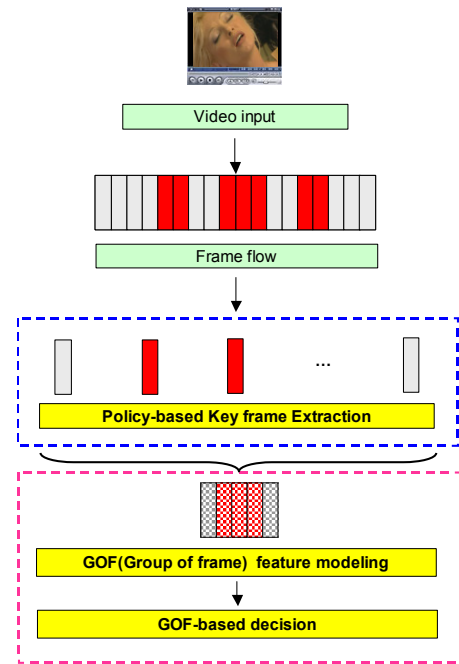 Video input
Frame flow
...
Policy-based Key frame Extraction
GOF(Group of frame) feature modeling
GOF-based decision